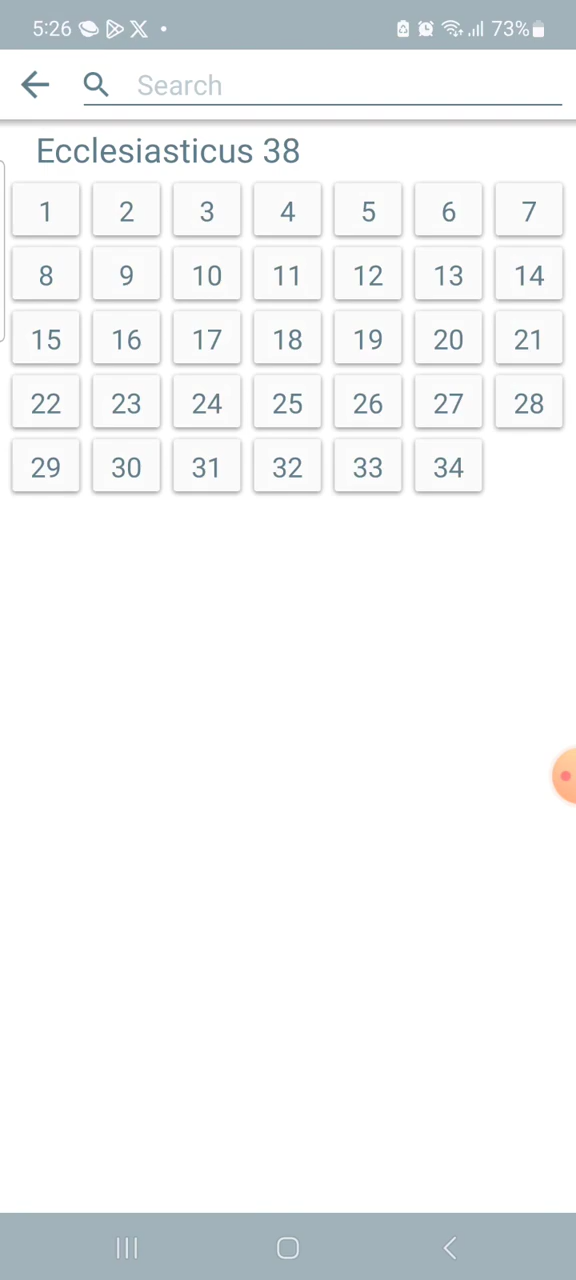 5:26 73%
Search
Ecclesiasticus 38
1 2 3 4 5 6 7
8 9 10 11 12 13 14
15 16 17 18 19 20 21
22 23 24 25 26 27 28
29 30 31 32 33 34